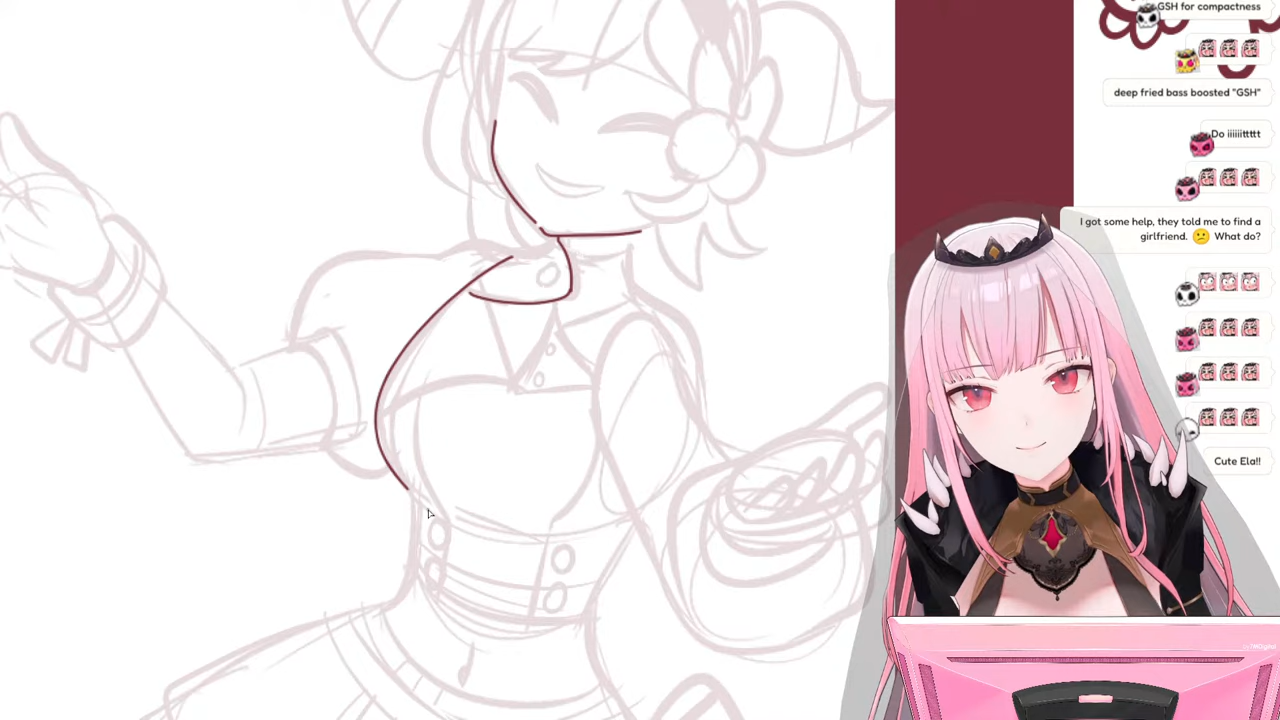 GSH for compactness
deep fried bass boosted "GSH"
Do iiiiiittttt
I got some help, they told me to find a
girlfriend. 😕 What do?
Cute Ela!!